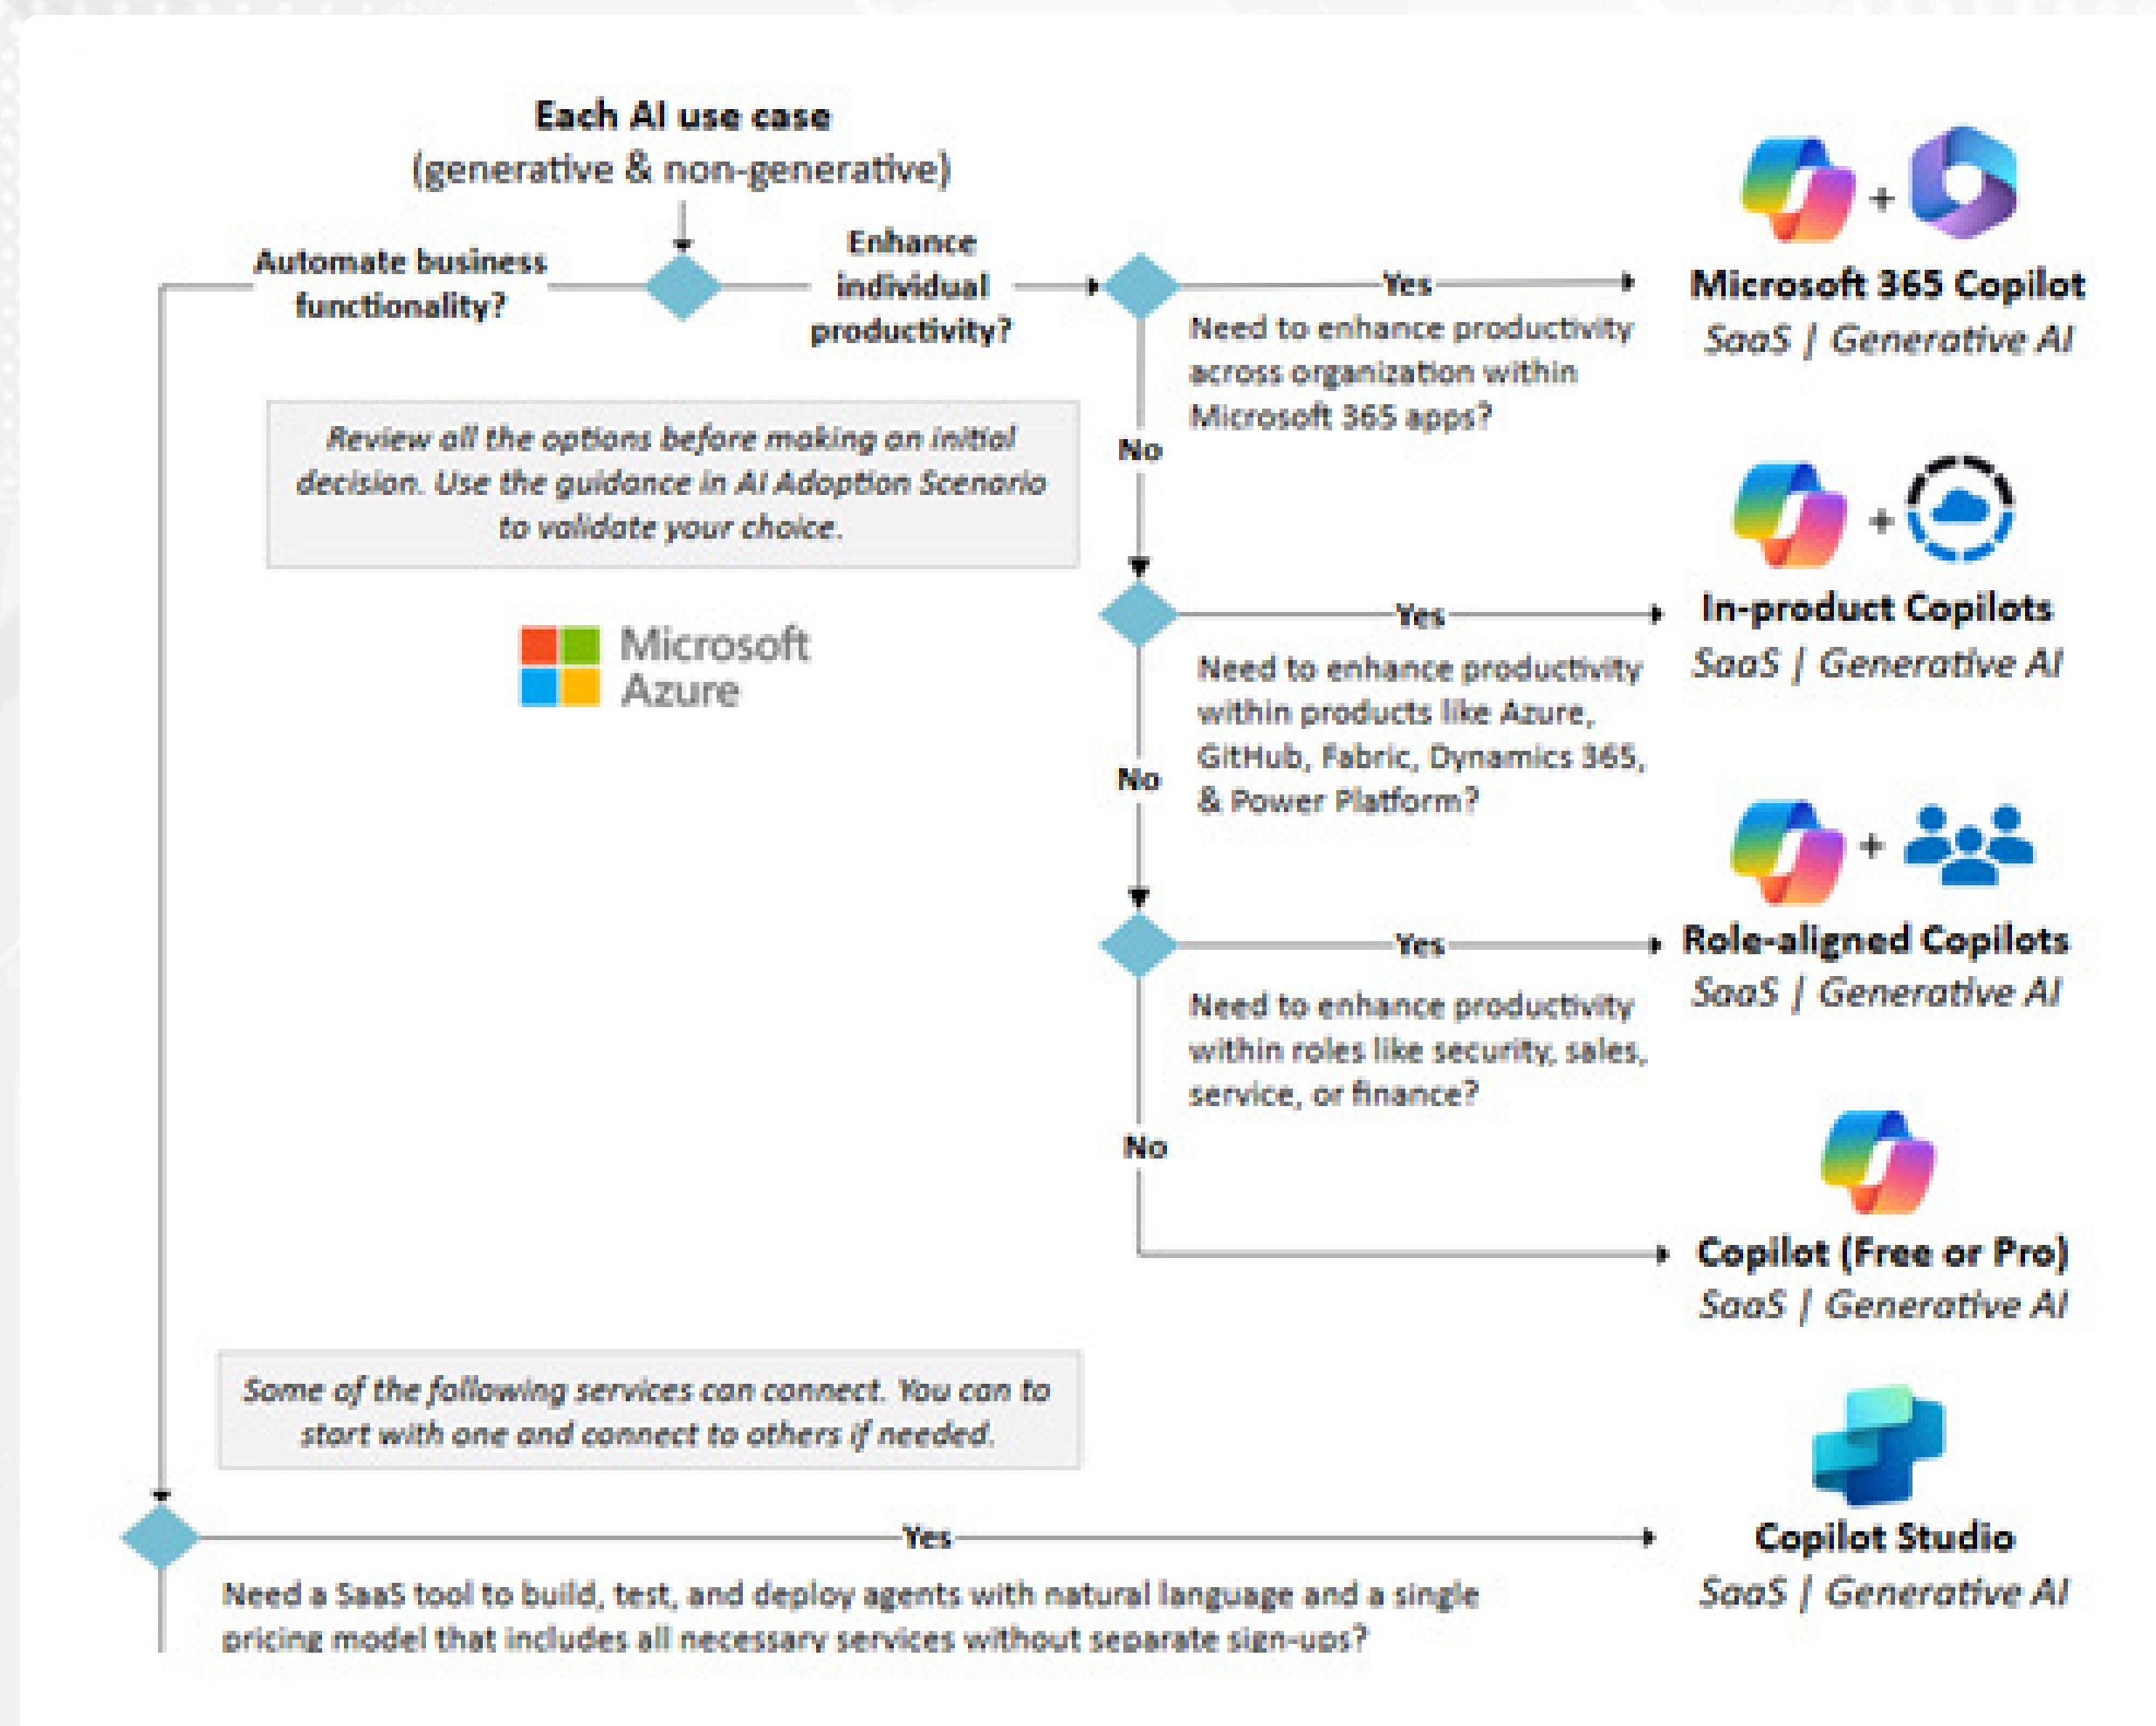 Each AI use case
(generative & non-generative)
Automate business
functionality?
Enhance
individual
productivity?
Yes
Need to enhance productivity
across organization within
Microsoft 365 apps?
Microsoft 365 Copilot
SaaS | Generative AI
Review all the options before making an initial
decision. Use the guidance in AI Adoption Scenario
to validate your choice.
No
Microsoft
Azure
Yes
Need to enhance productivity
within products like Azure,
GitHub, Fabric, Dynamics 365,
& Power Platform?
+
+
In-product Copilots
SaaS | Generative AI
No
Yes
Need to enhance productivity
within roles like security, sales,
service, or finance?
+
Role-aligned Copilots
SaaS | Generative AI
No
Copilot (Free or Pro)
SaaS | Generative AI
Some of the following services can connect. You can to
start with one and connect to others if needed.
Yes
Need a SaaS tool to build, test, and deploy agents with natural language and a single
pricing model that includes all necessary services without separate sign-ups?
Copilot Studio
SaaS | Generative AI